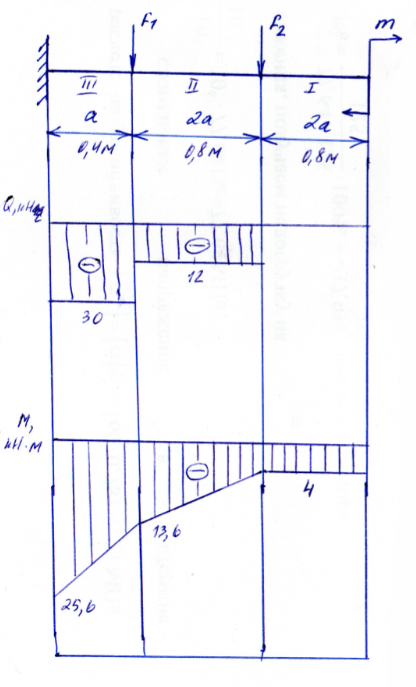 F₁ F₂ m
III II I
a 2a 2a
0,4м 0,8м 0,8м
Q,кН
⊖ ⊖
12
30
М,
кН·м
⊖
4
13,6
25,6